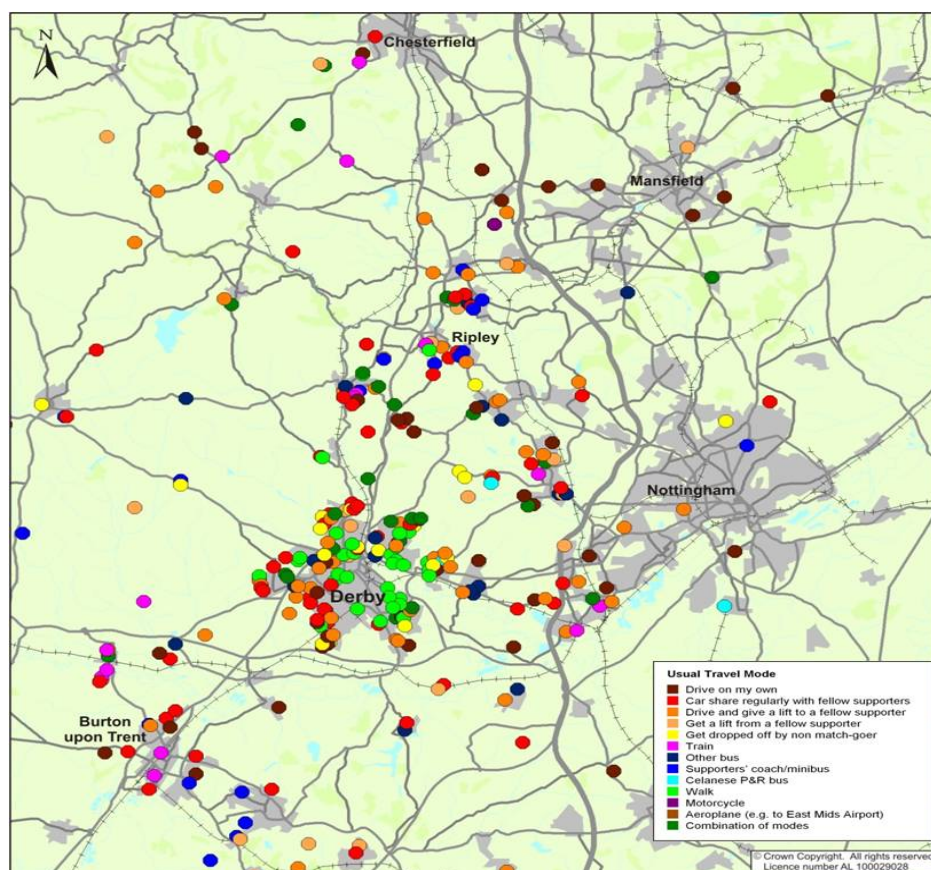 N
Chesterfield
Mansfield
Ripley
Nottingham
Derby
Burton
upon Trent
Usual Travel Mode
Drive on my own
Car share regularly with fellow supporters
Drive and give a lift to a fellow supporter
Get a lift from a fellow supporter
Get dropped off by non match-goer
Train
Other bus
Supporters' coach/minibus
Celanese P&R bus
Walk
Motorcycle
Aeroplane (e.g. to East Mids Airport)
Combination of modes
© Crown Copyright. All rights reserved
Licence number AL 100029028